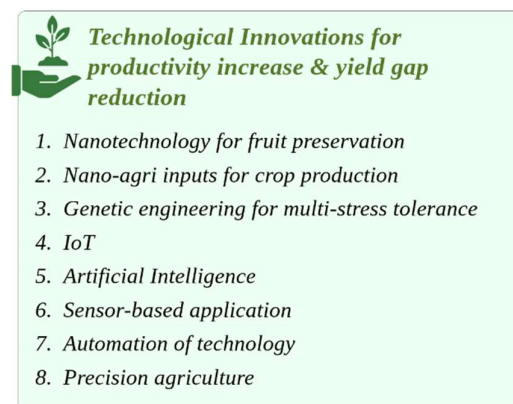 Technological Innovations for
productivity increase & yield gap
reduction
1. Nanotechnology for fruit preservation
2. Nano-agri inputs for crop production
3. Genetic engineering for multi-stress tolerance
4. IoT
5. Artificial Intelligence
6. Sensor-based application
7. Automation of technology
8. Precision agriculture